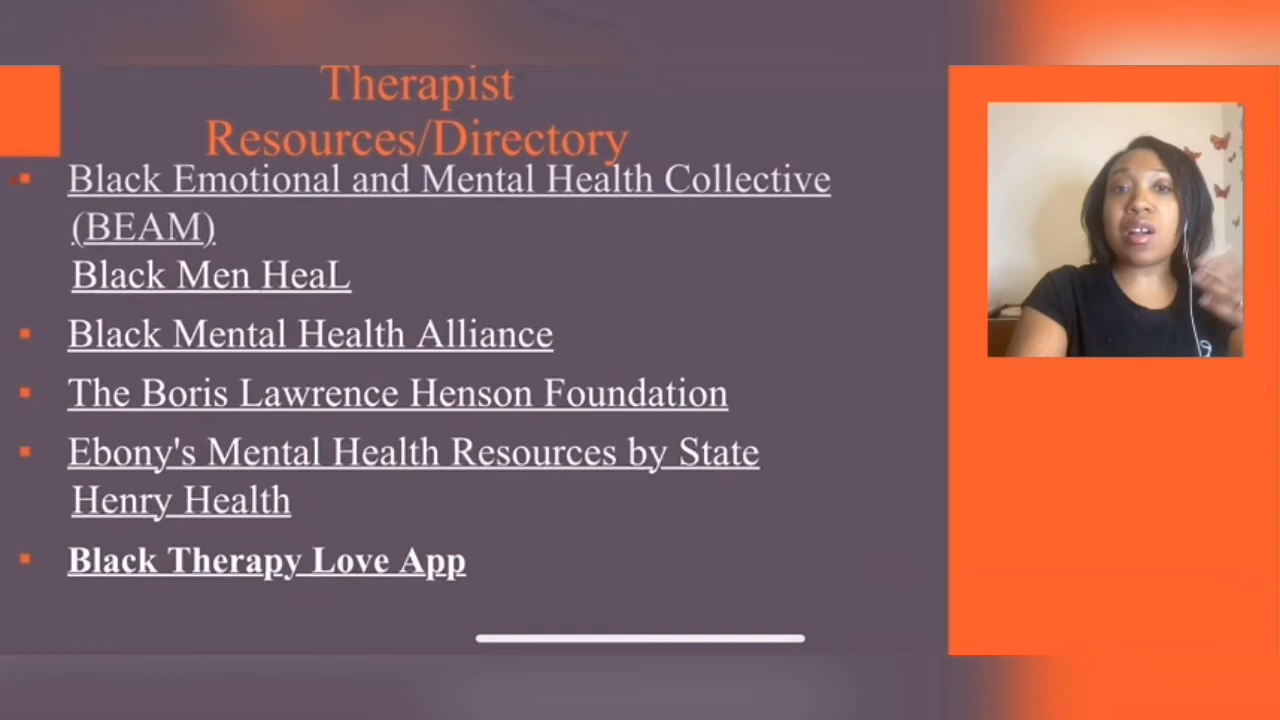 Therapist
Resources/Directory
Black Emotional and Mental Health Collective
(BEAM)
Black Men HeaL
Black Mental Health Alliance
The Boris Lawrence Henson Foundation
Ebony's Mental Health Resources by State
Henry Health
Black Therapy Love App